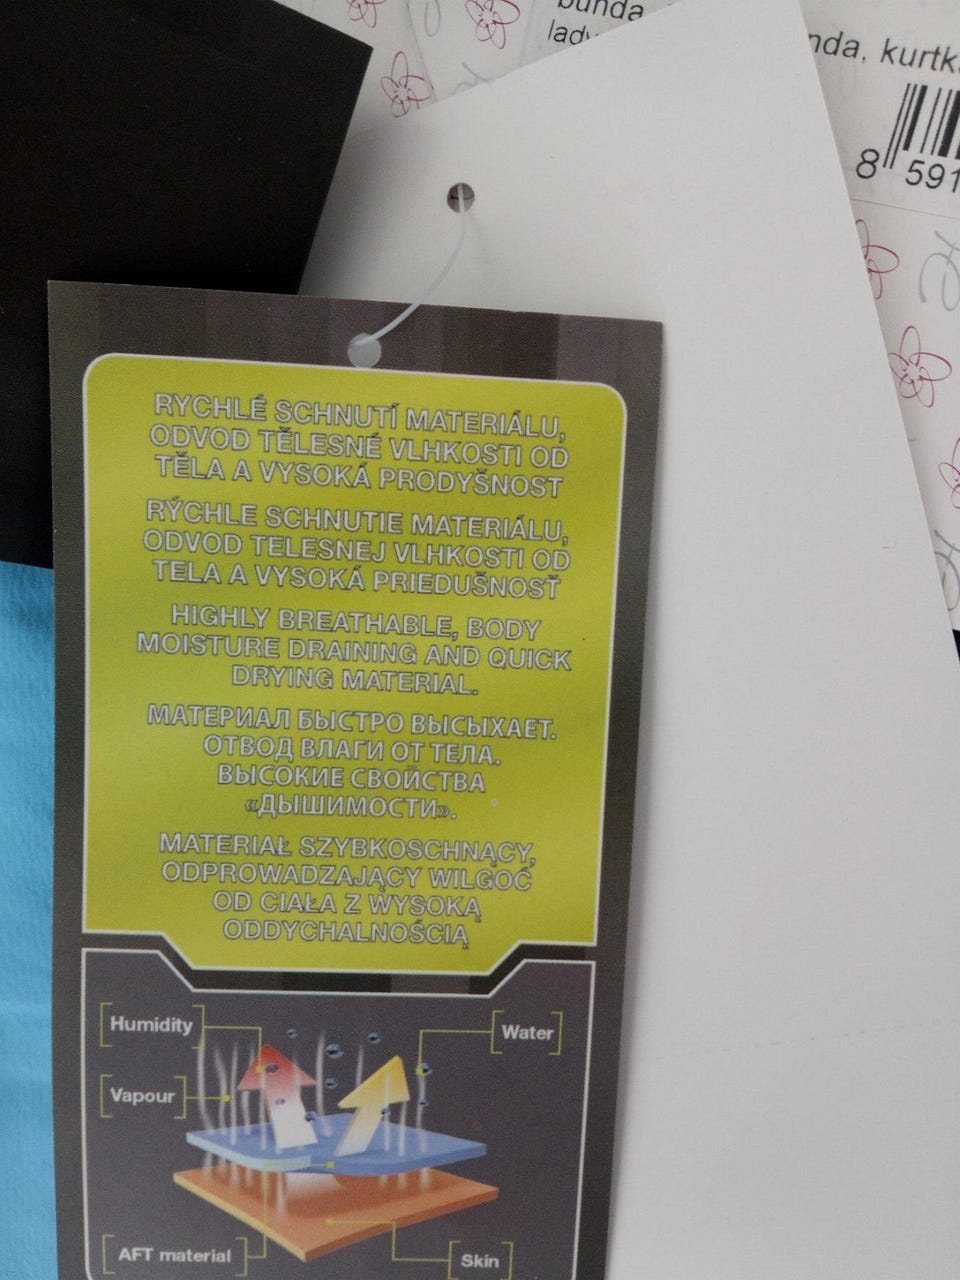 bunda
lady
nda, kurtk
8 591
RYCHLÉ SCHNUTÍ MATERIÁLU,
ODVOD TĚLESNÉ VLHKOSTI OD
TĚLA A VYSOKÁ PRODYŠNOST
RÝCHLE SCHNUTIE MATERIÁLU,
ODVOD TELESNEJ VLHKOSTI OD
TELA A VYSOKÁ PRIEDUŠNOSŤ
HIGHLY BREATHABLE, BODY
MOISTURE DRAINING AND QUICK
DRYING MATERIAL.
МАТЕРИАЛ БЫСТРО ВЫСЫХАЕТ.
ОТВОД ВЛАГИ ОТ ТЕЛА.
ВЫСОКИЕ СВОЙСТВА
«ДЫШИМОСТИ».
MATERIAŁ SZYBKOSCHNĄCY,
ODPROWADZAJĄCY WILGOĆ
OD CIAŁA Z WYSOKĄ
ODDYCHALNOŚCIĄ
Humidity
Water
Vapour
AFT material
Skin